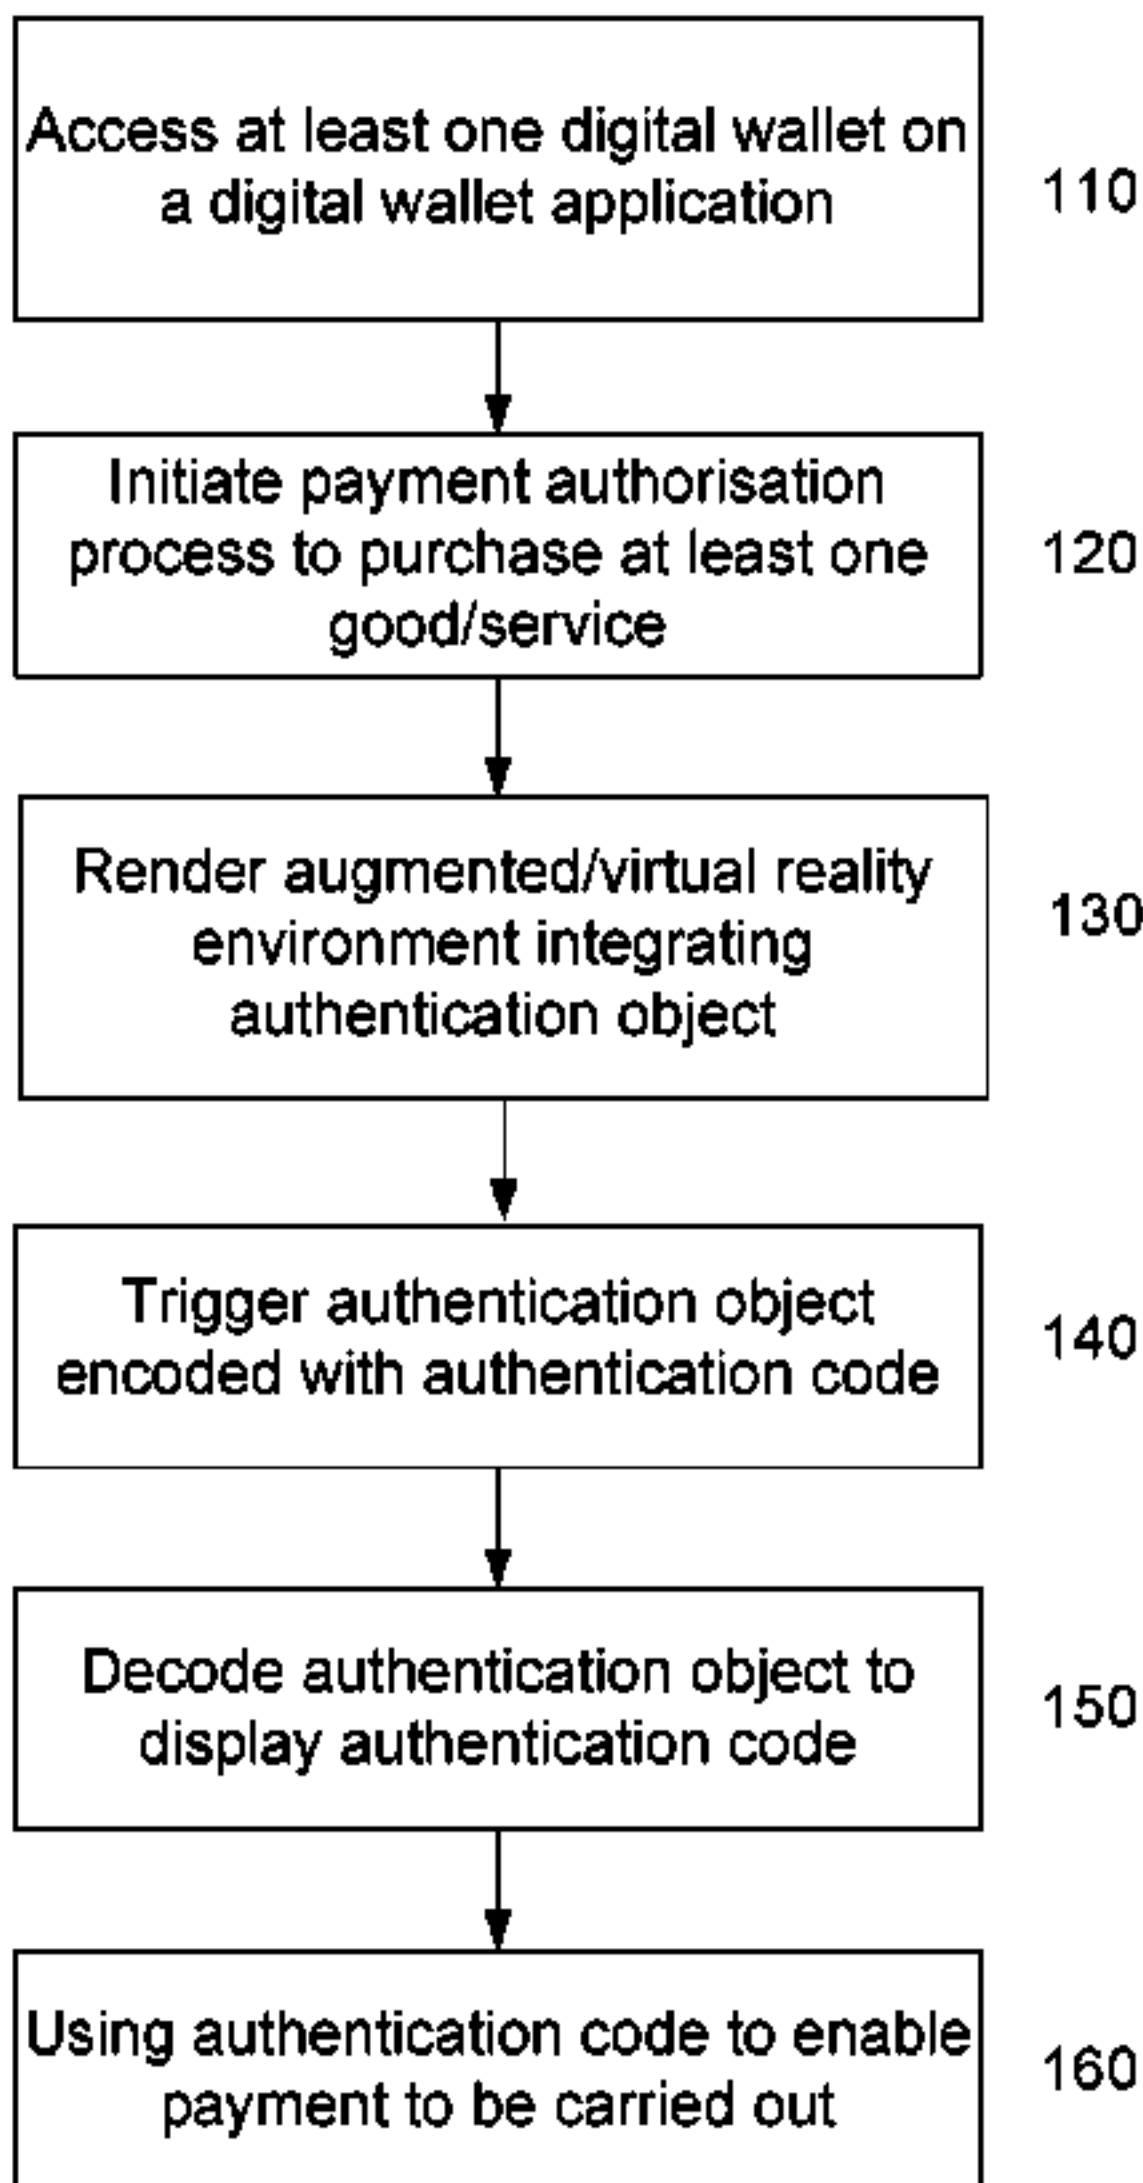 Access at least one digital wallet on
a digital wallet application
110
Initiate payment authorisation
process to purchase at least one
good/service
120
Render augmented/virtual reality
environment integrating
authentication object
130
Trigger authentication object
encoded with authentication code
140
Decode authentication object to
display authentication code
150
Using authentication code to enable
payment to be carried out
160